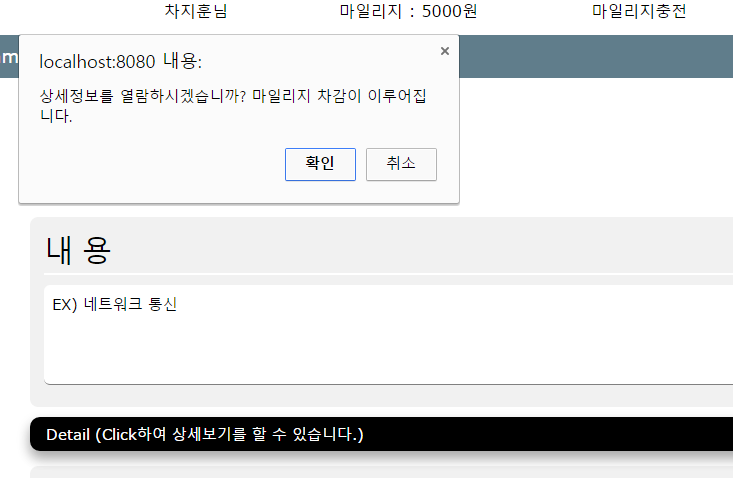 차지훈님 마일리지 : 5000원 마일리지충전
localhost:8080 내용:
상세정보를 열람하시겠습니까? 마일리지 차감이 이루어집
니다.
확인 취소
내 용
EX) 네트워크 통신
Detail (Click하여 상세보기를 할 수 있습니다.)